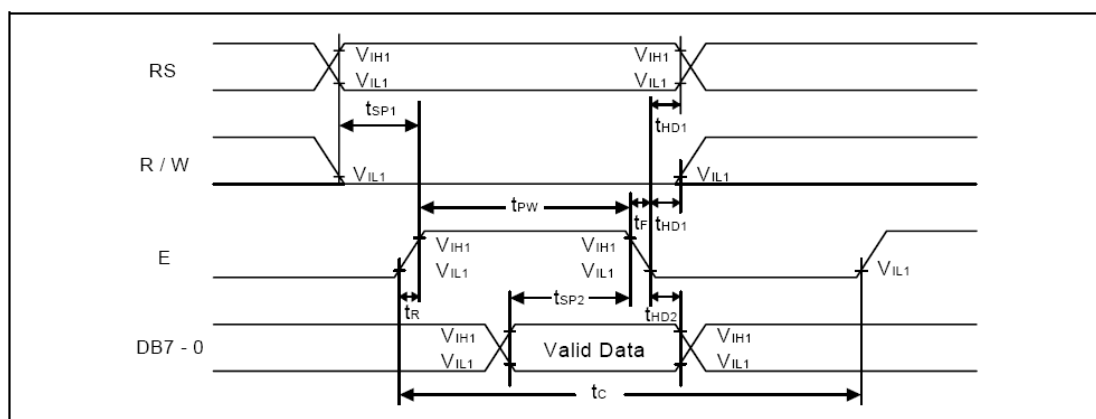 RS
VIH1
VIH1
VIL1
VIL1
tSP1
tHD1
R / W
VIL1
VIL1
tPW
tF
tHD1
E
VIH1
VIH1
VIL1
VIL1
VIL1
tR
tSP2
tHD2
DB7 - 0
VIH1
Valid Data
VIH1
VIL1
VIL1
tC